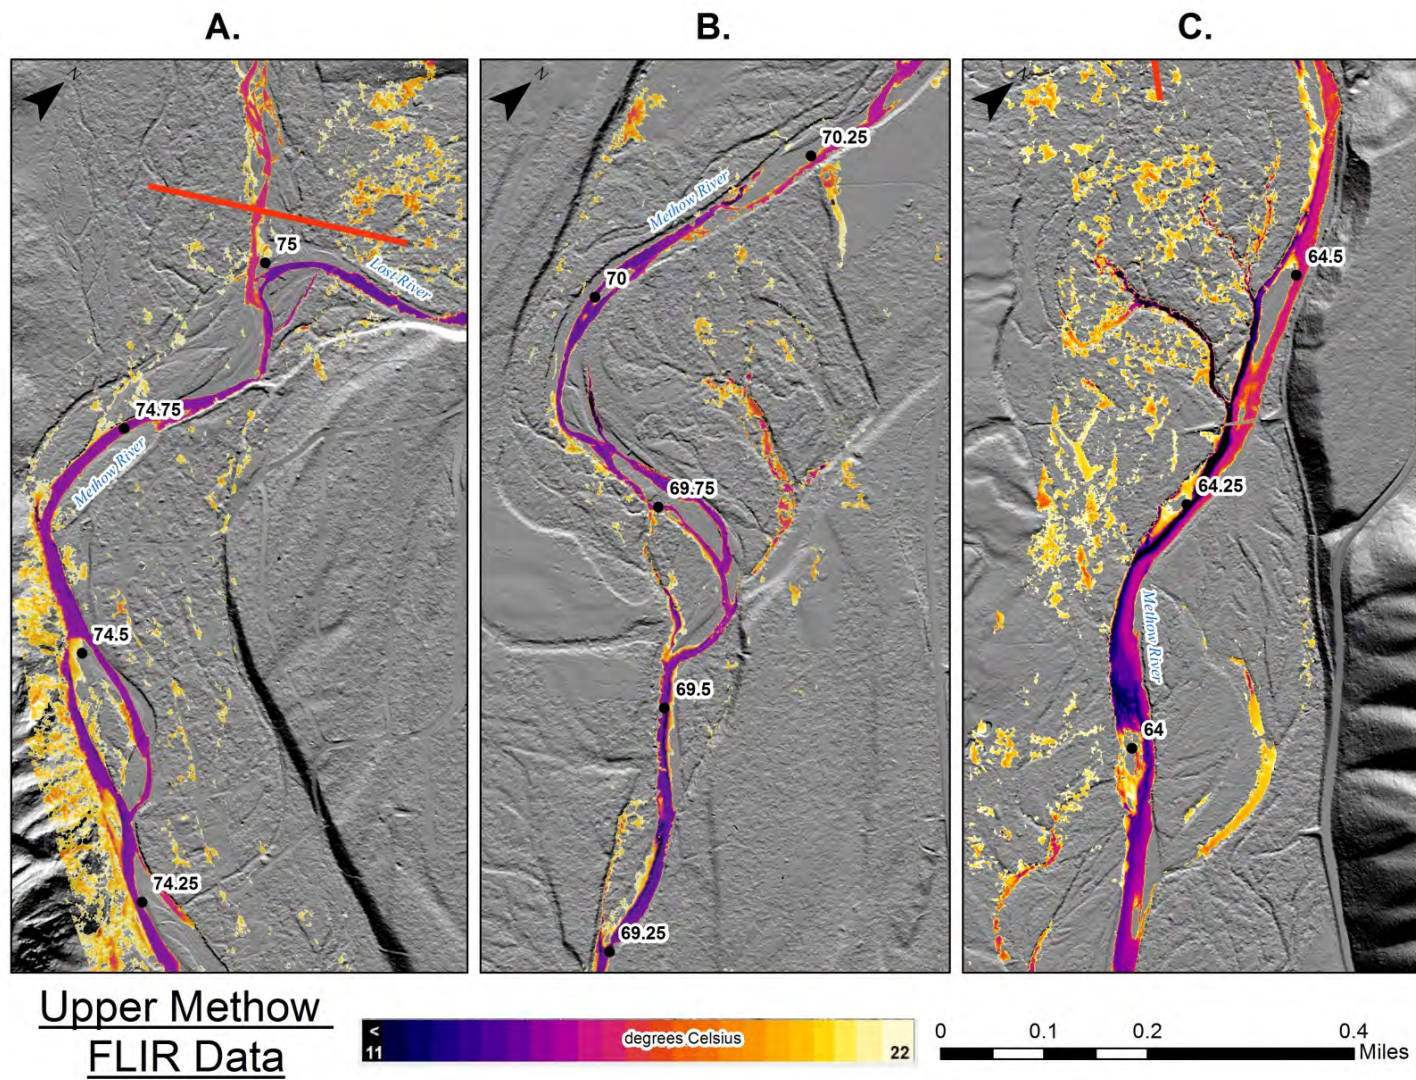 A.
B.
C.
N
N
N
75
Lost River
74.75
Methow River
74.5
74.25
70.25
Methow River
70
69.75
69.5
69.25
64.5
64.25
Methow River
64
Upper Methow
FLIR Data
< 11
degrees Celsius
22
0 0.1 0.2 0.4
Miles